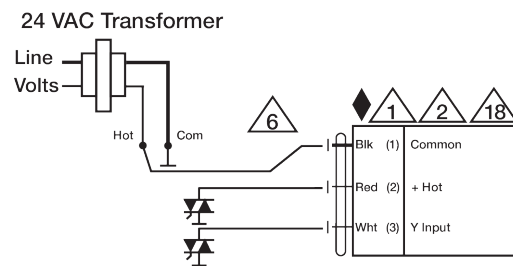 24 VAC Transformer
Line
Volts
Hot
Com
6
1
2
18
Blk (1) Common
Red (2) + Hot
Wht (3) Y Input